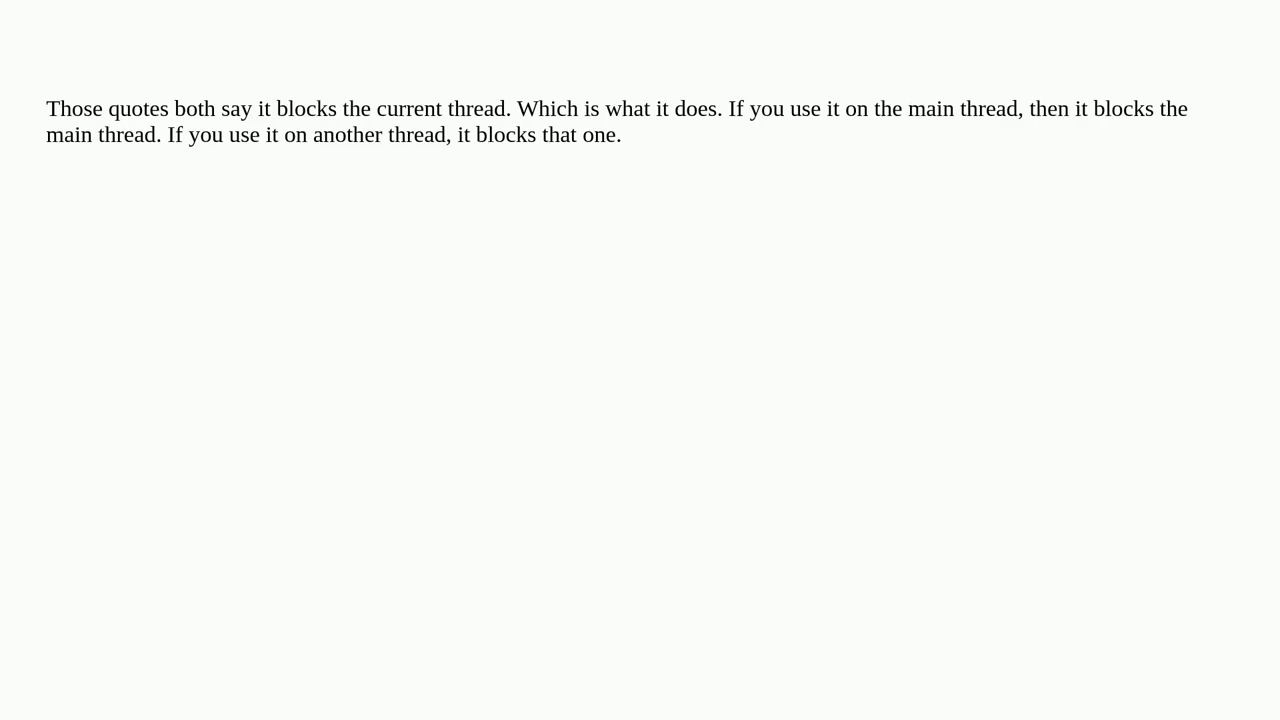 Those quotes both say it blocks the current thread. Which is what it does. If you use it on the main thread, then it blocks the
main thread. If you use it on another thread, it blocks that one.